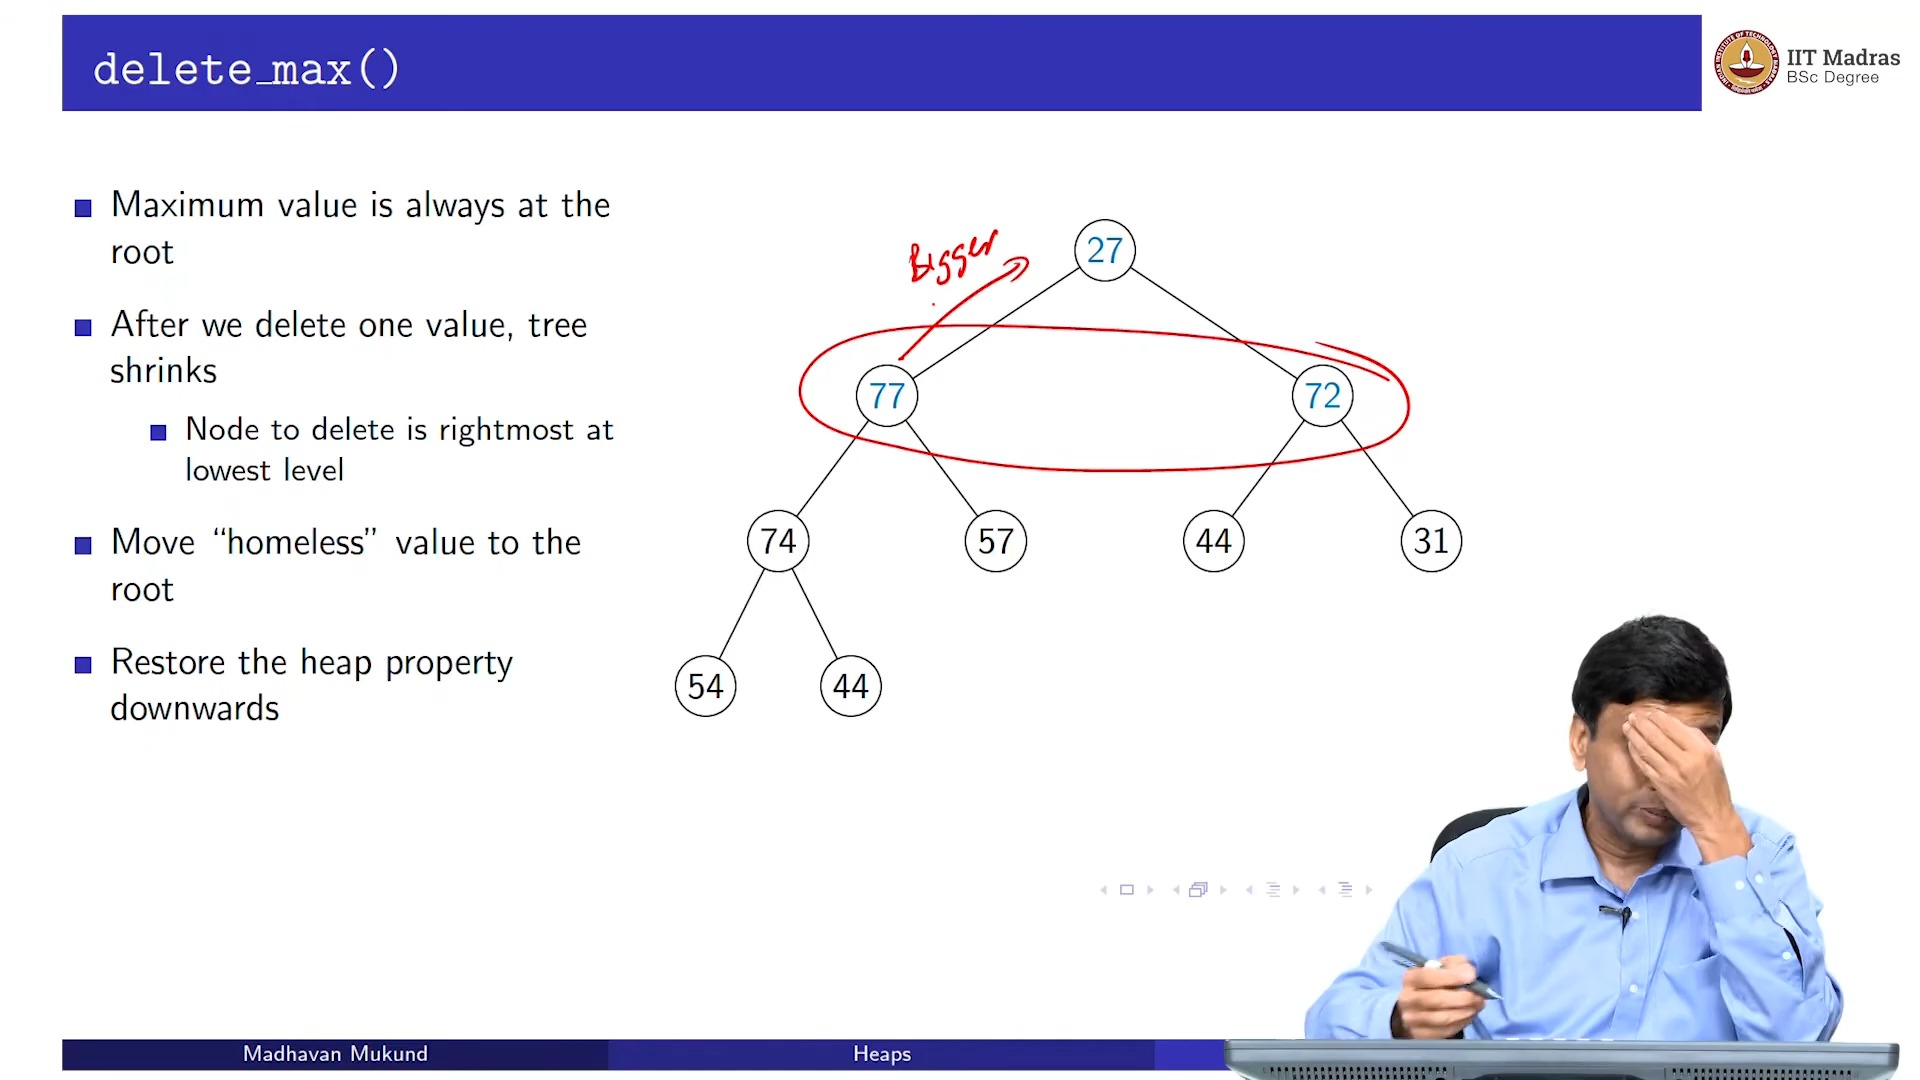 delete_max()
IIT Madras
BSc Degree
■ Maximum value is always at the
root
■ After we delete one value, tree
shrinks
■ Node to delete is rightmost at
lowest level
■ Move “homeless” value to the
root
■ Restore the heap property
downwards
Bigger
27
77 72
74 57 44 31
54 44
Madhavan Mukund
Heaps